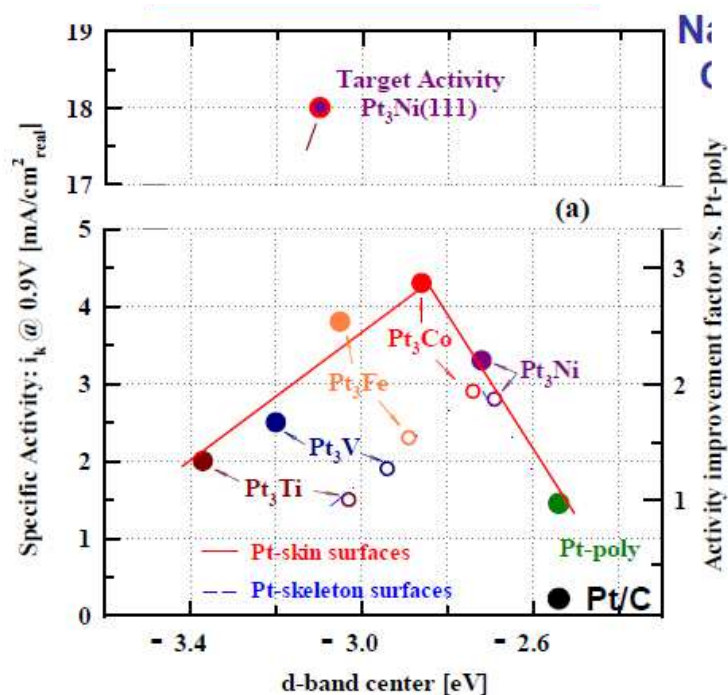 19
18
17
Target Activity
Pt₃Ni(111)
Specific Activity: iₖ @ 0.9V [mA/cm²real]
5
4
3
2
1
0
(a)
Pt₃Co
Pt₃Ni
Pt₃Fe
Pt₃V
Pt₃Ti
Pt-poly
Pt-skin surfaces
Pt-skeleton surfaces
Pt/C
3
2
1
Activity improvement factor vs. Pt-poly
- 3.4
- 3.0
- 2.6
d-band center [eV]